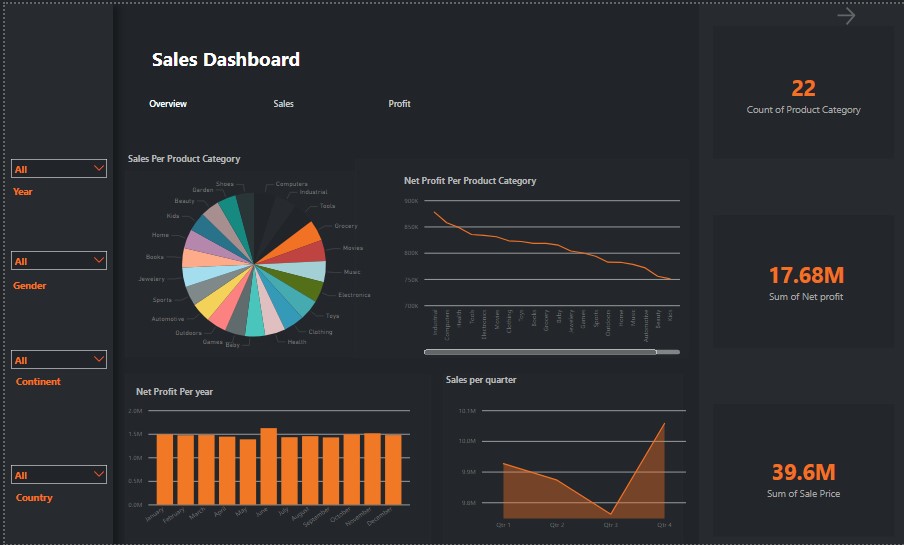 Sales Dashboard
Overview
Sales
Profit
All
Year
All
Gender
All
Continent
All
Country
Sales Per Product Category
Shoes
Computers
Garden
Industrial
Beauty
Tools
Kids
Grocery
Home
Movies
Books
Music
Jewelery
Electronics
Sports
Toys
Automotive
Clothing
Outdoors
Health
Games
Baby
Net Profit Per Product Category
900K
850K
800K
750K
700K
Industrial
Computers
Health
Tools
Electronics
Movies
Clothing
Toys
Books
Grocery
Baby
Jewelery
Games
Sports
Outdoors
Home
Music
Automotive
Beauty
Kids
Net Profit Per year
2.0M
1.5M
1.0M
0.5M
0.0M
January
February
March
April
May
June
July
August
September
October
November
December
Sales per quarter
10.1M
10.0M
9.9M
9.8M
Qtr 1
Qtr 2
Qtr 3
Qtr 4
22
Count of Product Category
17.68M
Sum of Net profit
39.6M
Sum of Sale Price